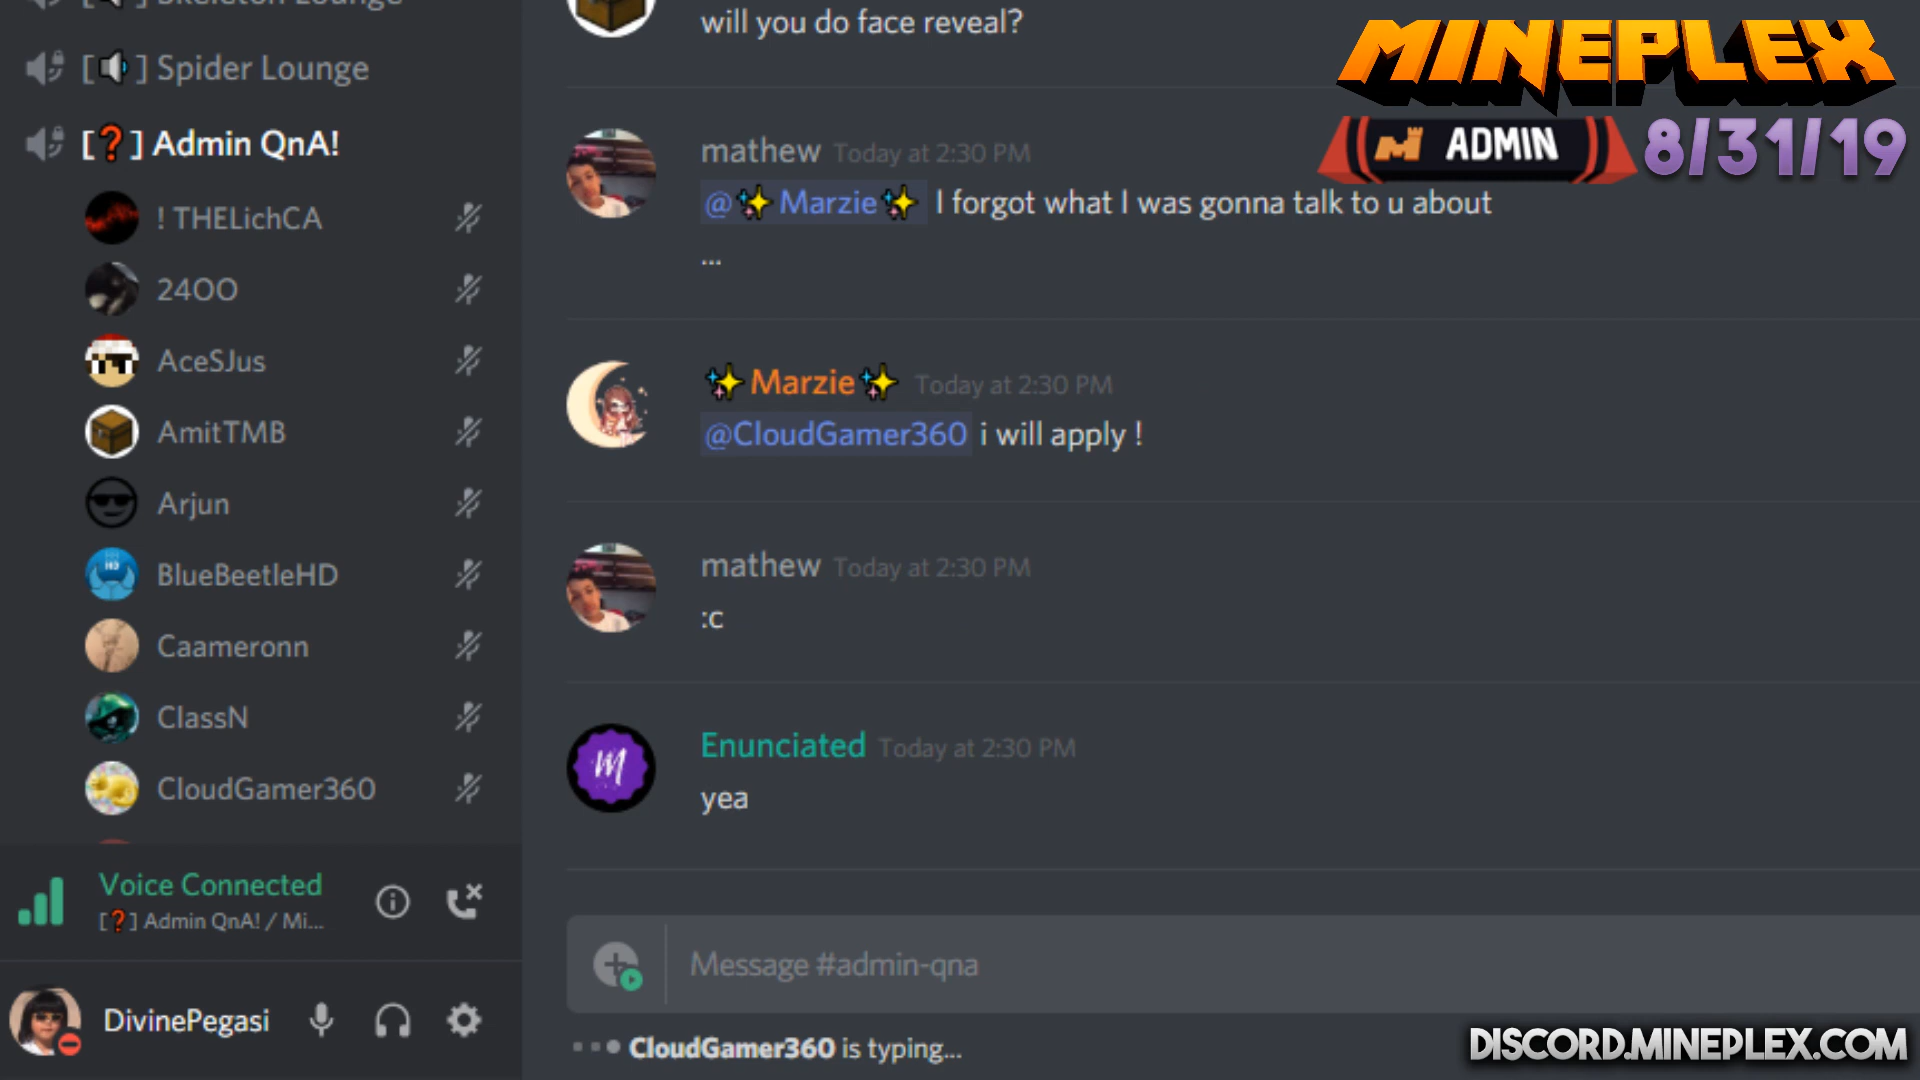 Skeleton Lounge
[🔊] Spider Lounge
[❓] Admin QnA!
! THELichCA
24OO
AceSJus
AmitTMB
Arjun
BlueBeetleHD
Caameronn
ClassN
CloudGamer360
Voice Connected
[❓] Admin QnA! / Mi...
DivinePegasi
will you do face reveal?
mathew Today at 2:30 PM
@✨Marzie✨ I forgot what I was gonna talk to u about
...
✨Marzie✨ Today at 2:30 PM
@CloudGamer360 i will apply !
mathew Today at 2:30 PM
:c
Enunciated Today at 2:30 PM
yea
Message #admin-qna
CloudGamer360 is typing...
MINEPLEX
ADMIN 8/31/19
DISCORD.MINEPLEX.COM